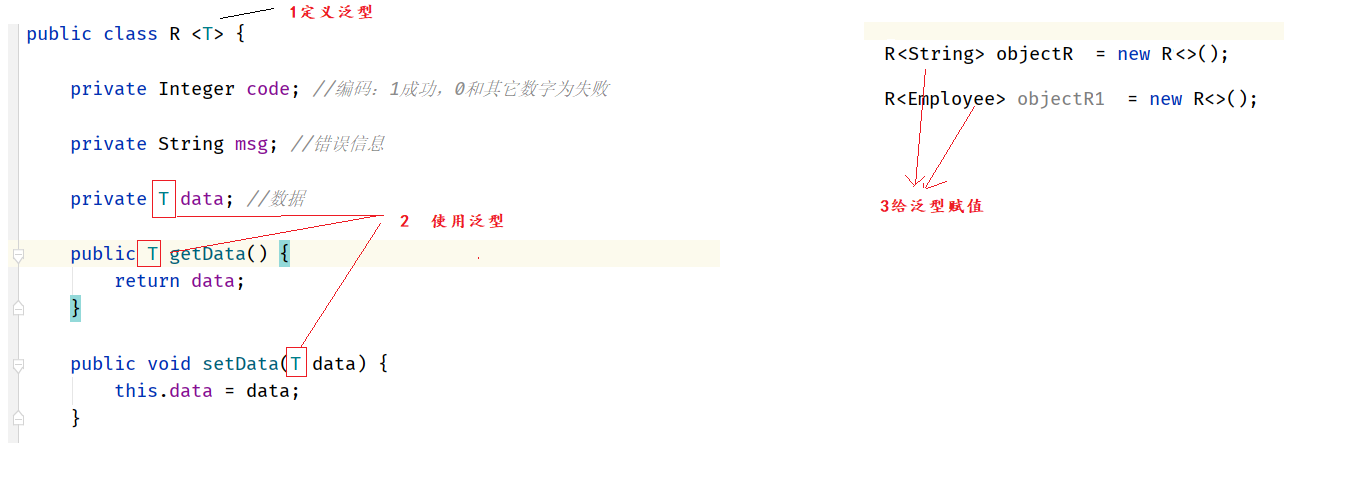 1定义泛型
public class R <T> {
private Integer code; //编码：1成功，0和其它数字为失败
private String msg; //错误信息
private T data; //数据
2 使用泛型
public T getData() {
return data;
}
public void setData(T data) {
this.data = data;
}
R<String> objectR = new R<>();
R<Employee> objectR1 = new R<>();
3给泛型赋值